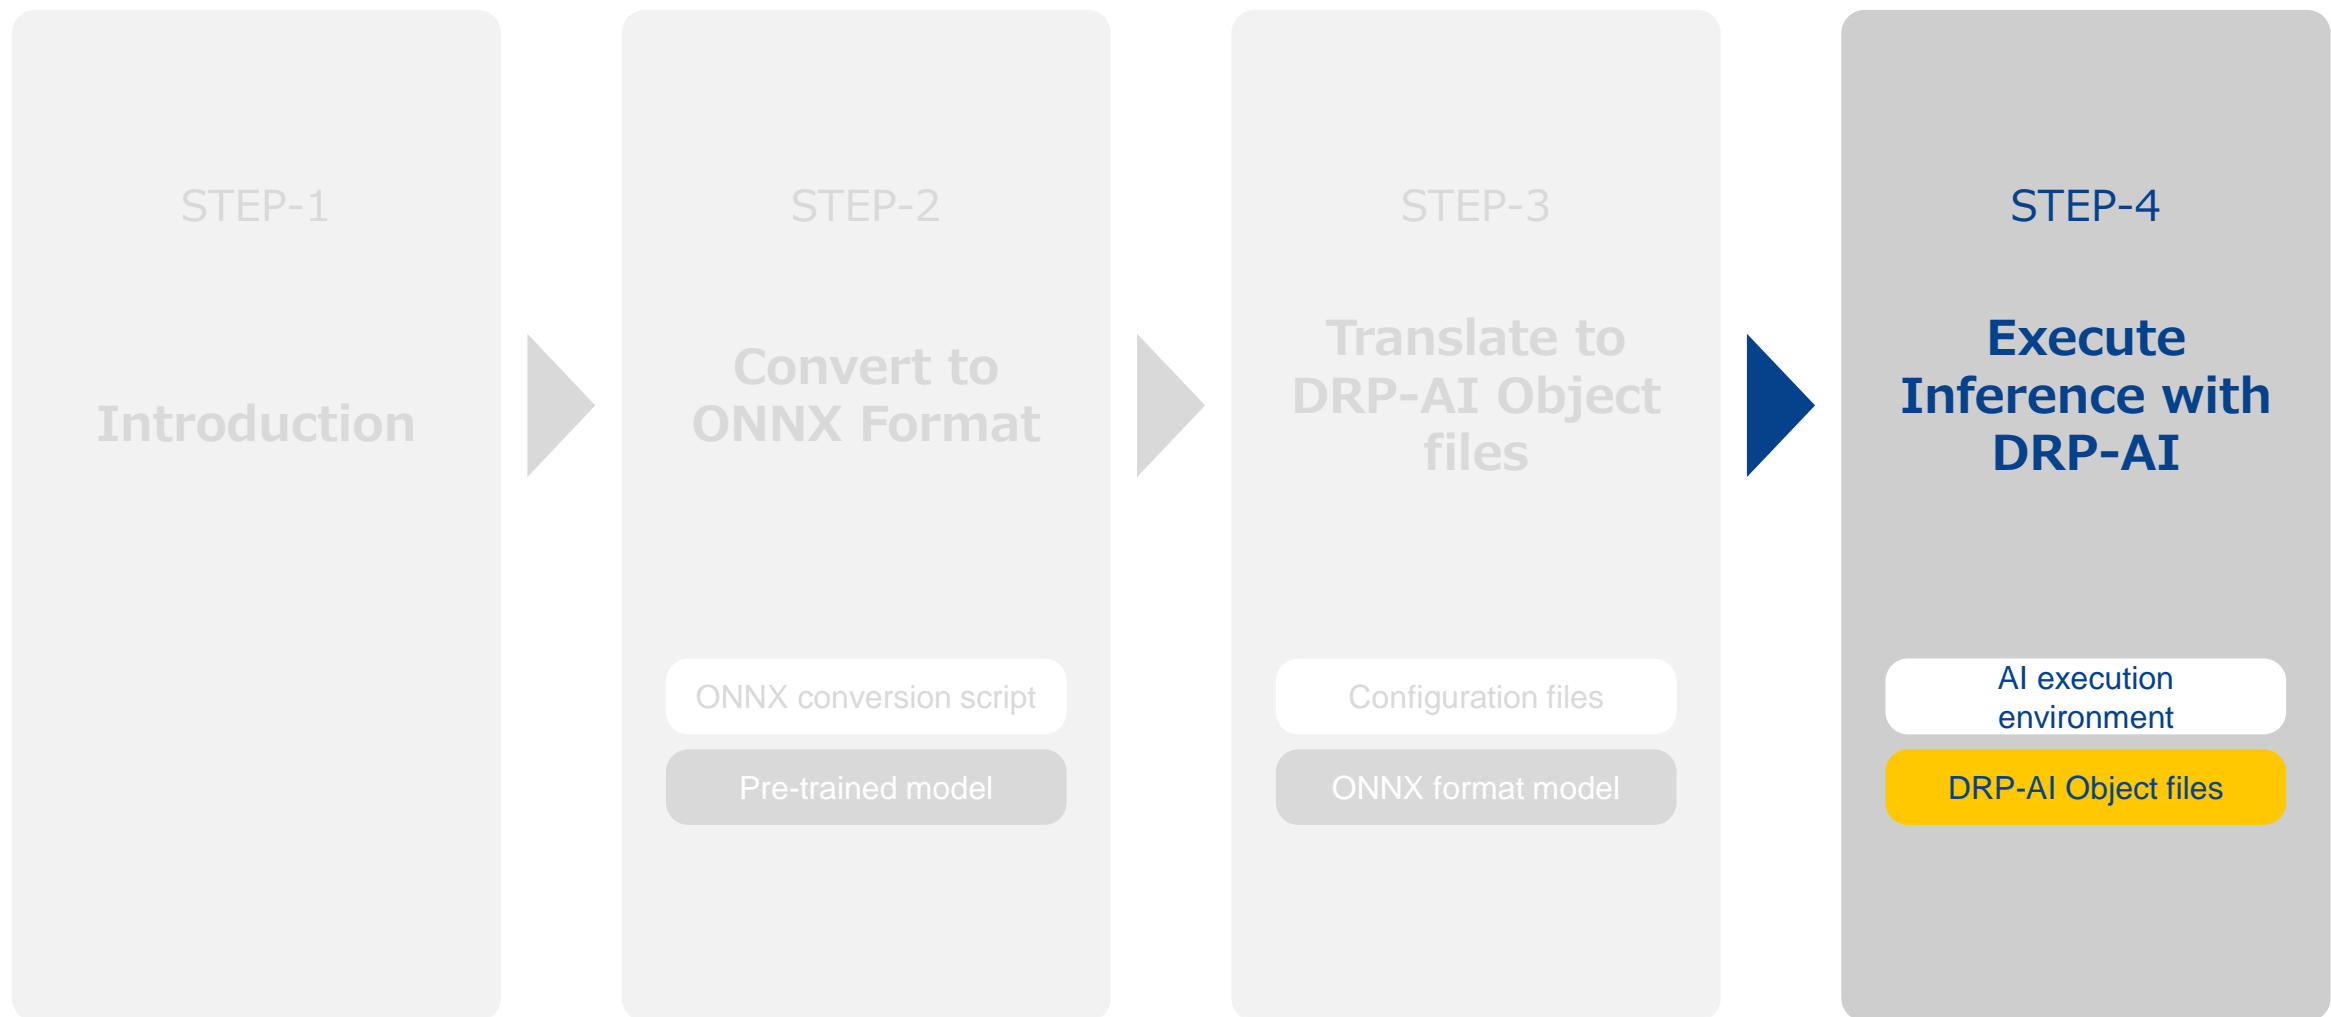 STEP-1
Introduction
STEP-2
Convert to
ONNX Format
ONNX conversion script
Pre-trained model
STEP-3
Translate to
DRP-AI Object
files
Configuration files
ONNX format model
STEP-4
Execute
Inference with
DRP-AI
AI execution
environment
DRP-AI Object files